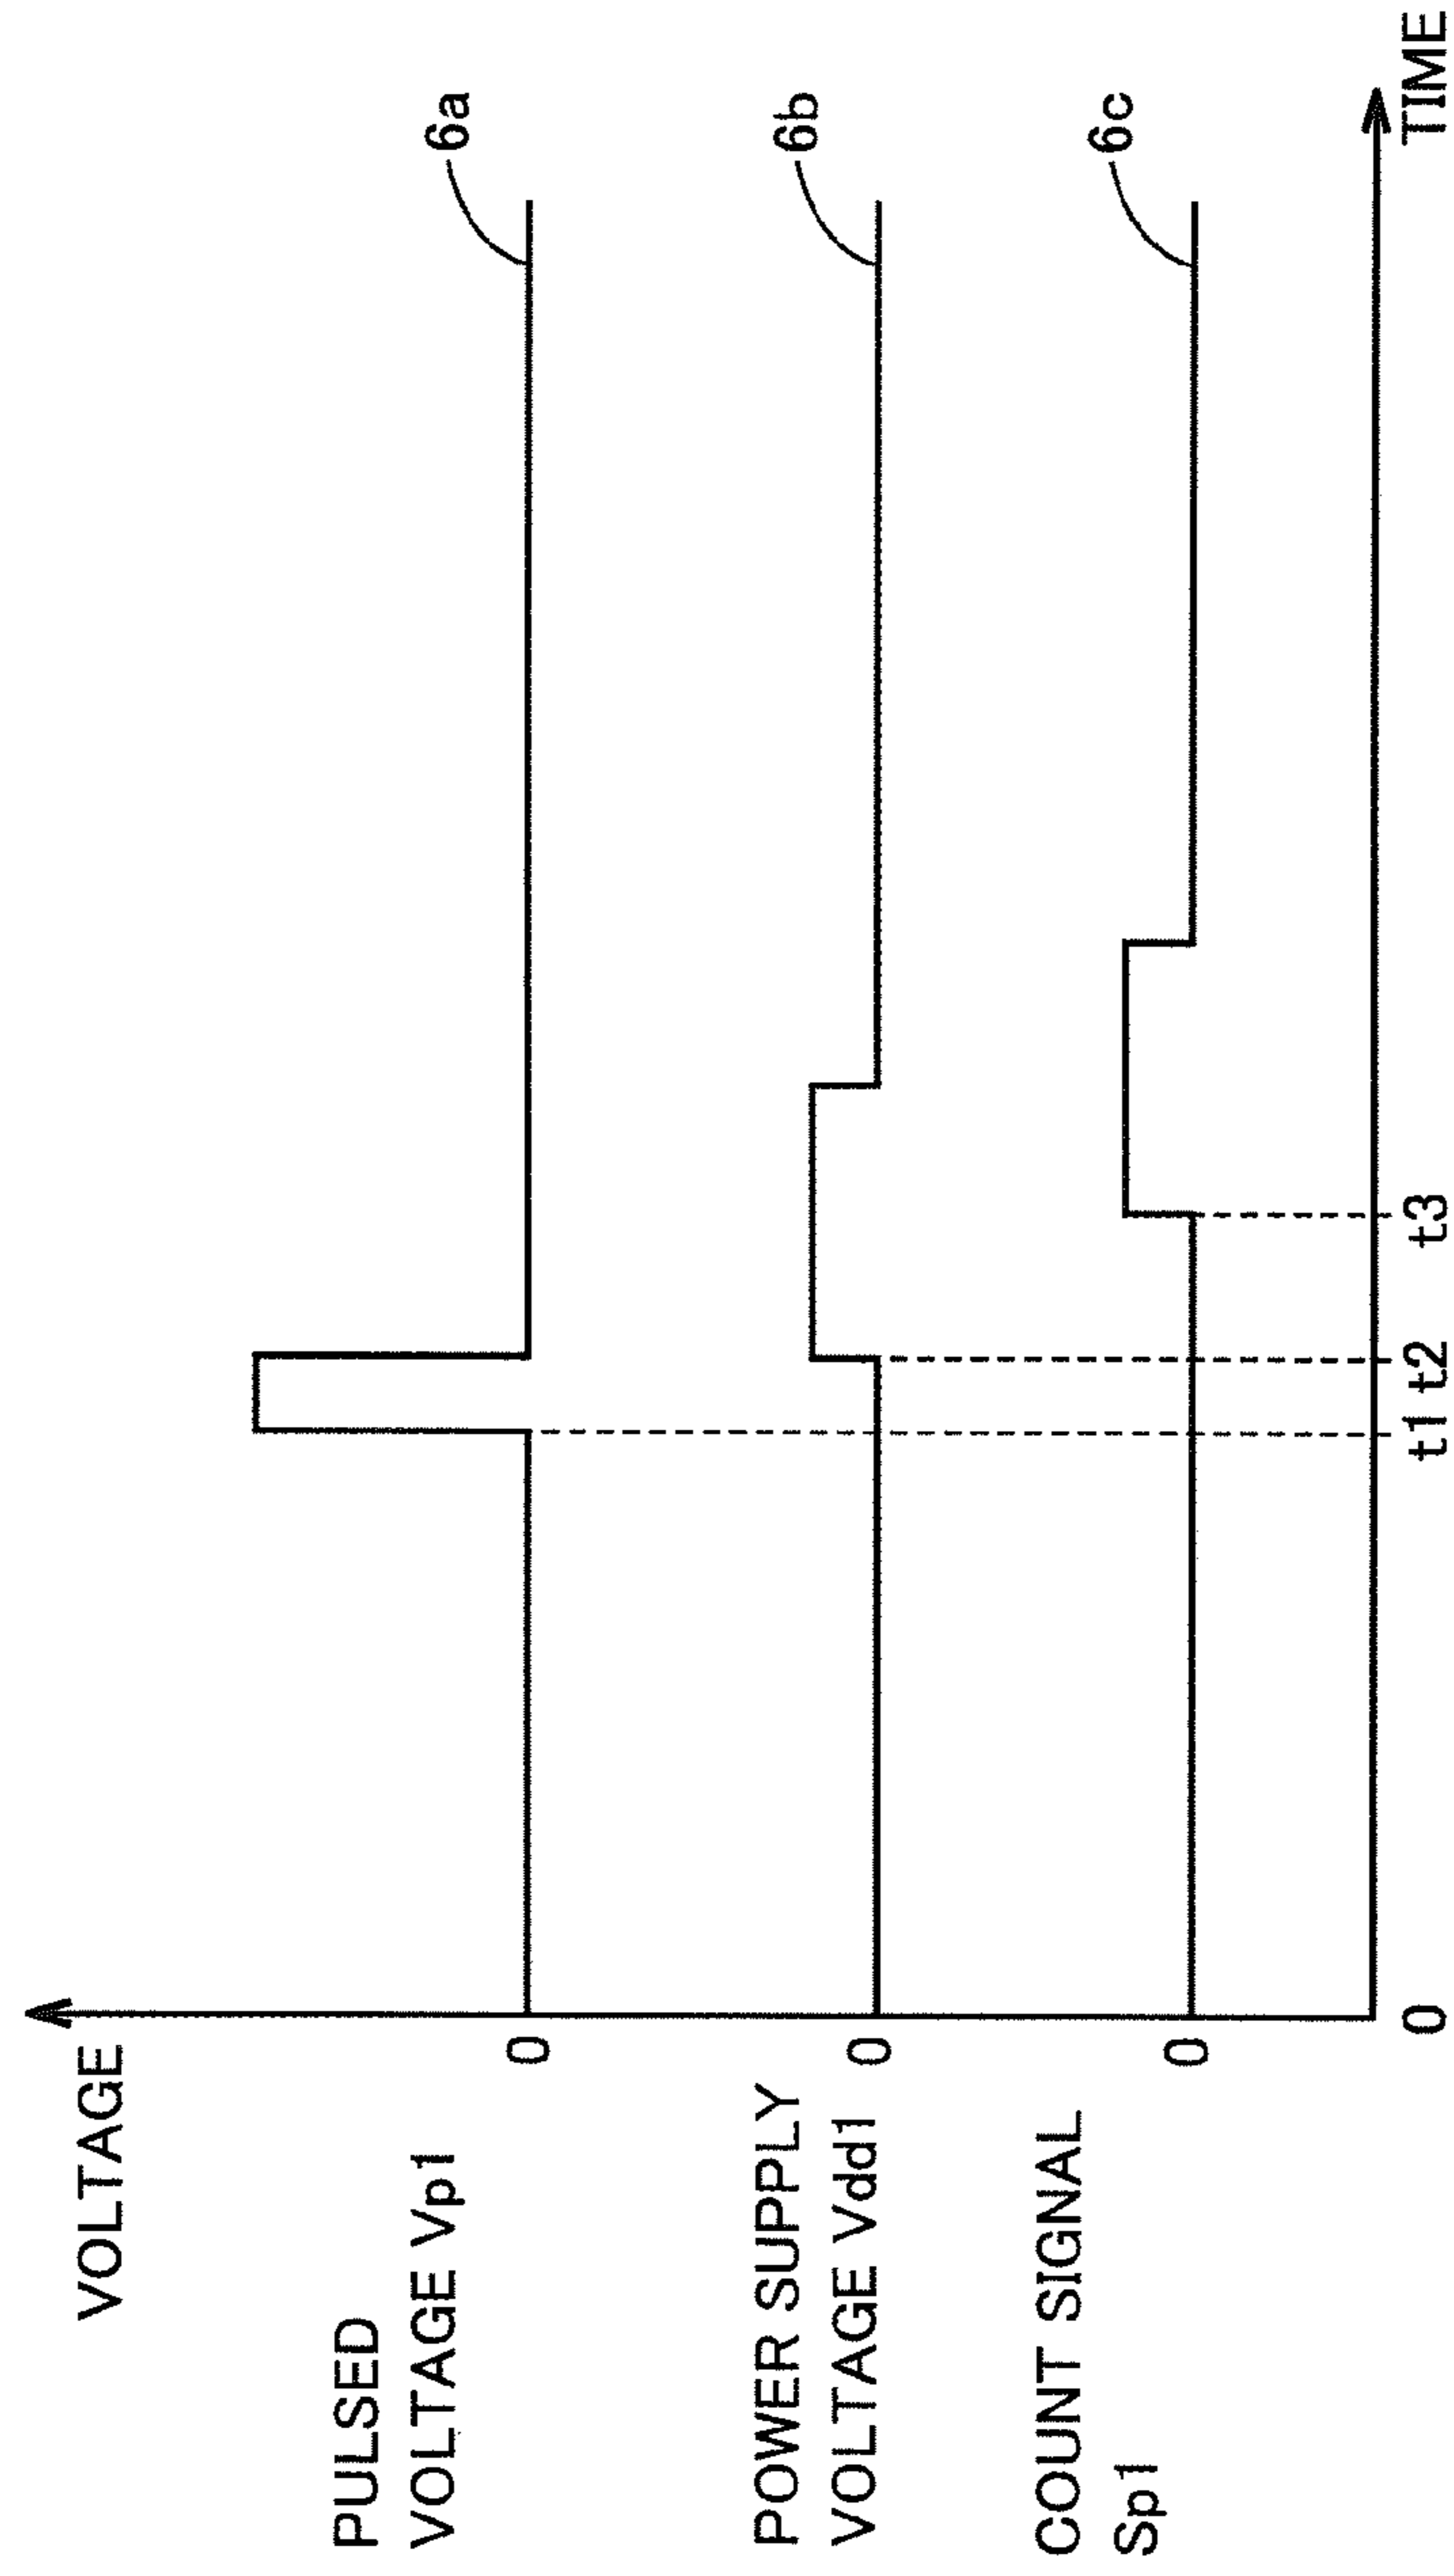 VOLTAGE
PULSED
VOLTAGE Vp1
0
6a
POWER SUPPLY
VOLTAGE Vdd1
0
6b
COUNT SIGNAL
Sp1
0
6c
0
t1 t2 t3
TIME